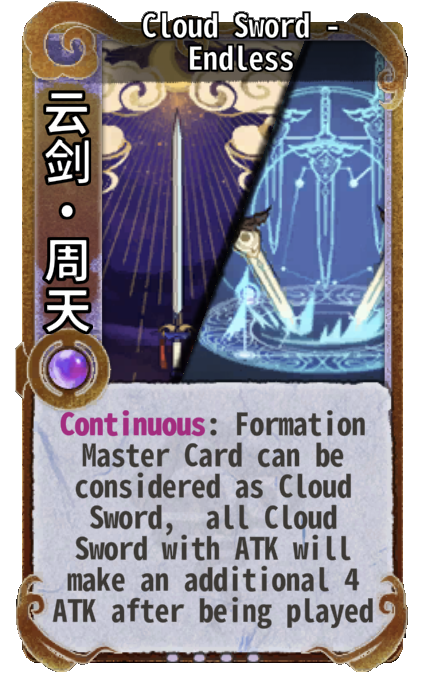 Cloud Sword -
Endless
云剑·周天
Continuous: Formation
Master Card can be
considered as Cloud
Sword,  all Cloud
Sword with ATK will
make an additional 4
ATK after being played